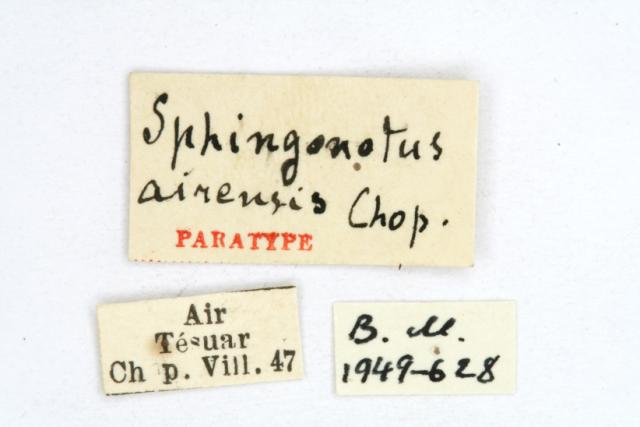 Sphingonotus
airensis Chop.
PARATYPE
Air
Tésuar
Ch p. Vill. 47
B. M.
1949-628